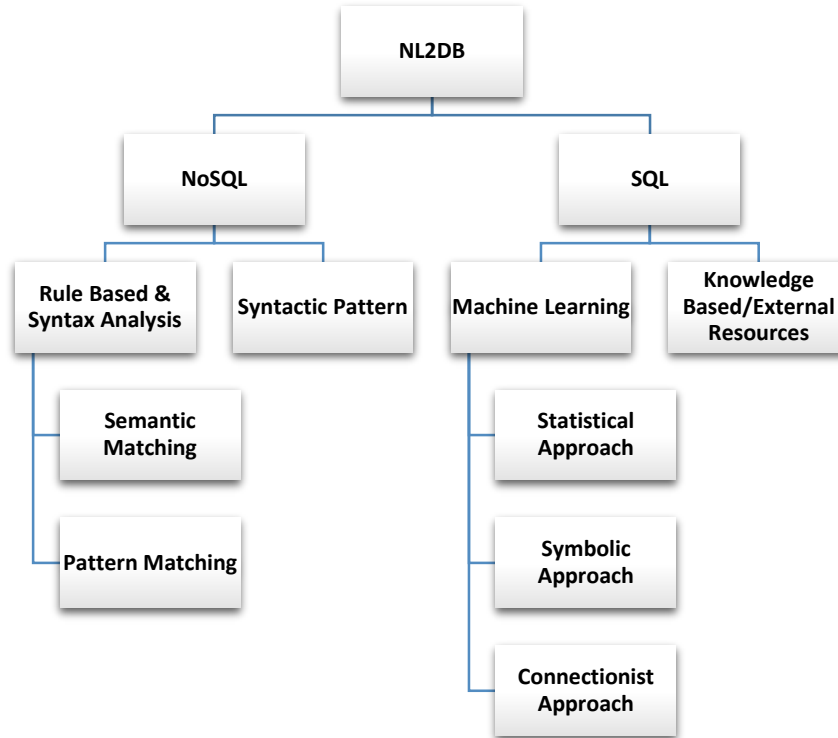 NL2DB
NoSQL
SQL
Rule Based &
Syntax Analysis
Syntactic Pattern
Machine Learning
Knowledge
Based/External
Resources
Semantic
Matching
Statistical
Approach
Pattern Matching
Symbolic
Approach
Connectionist
Approach